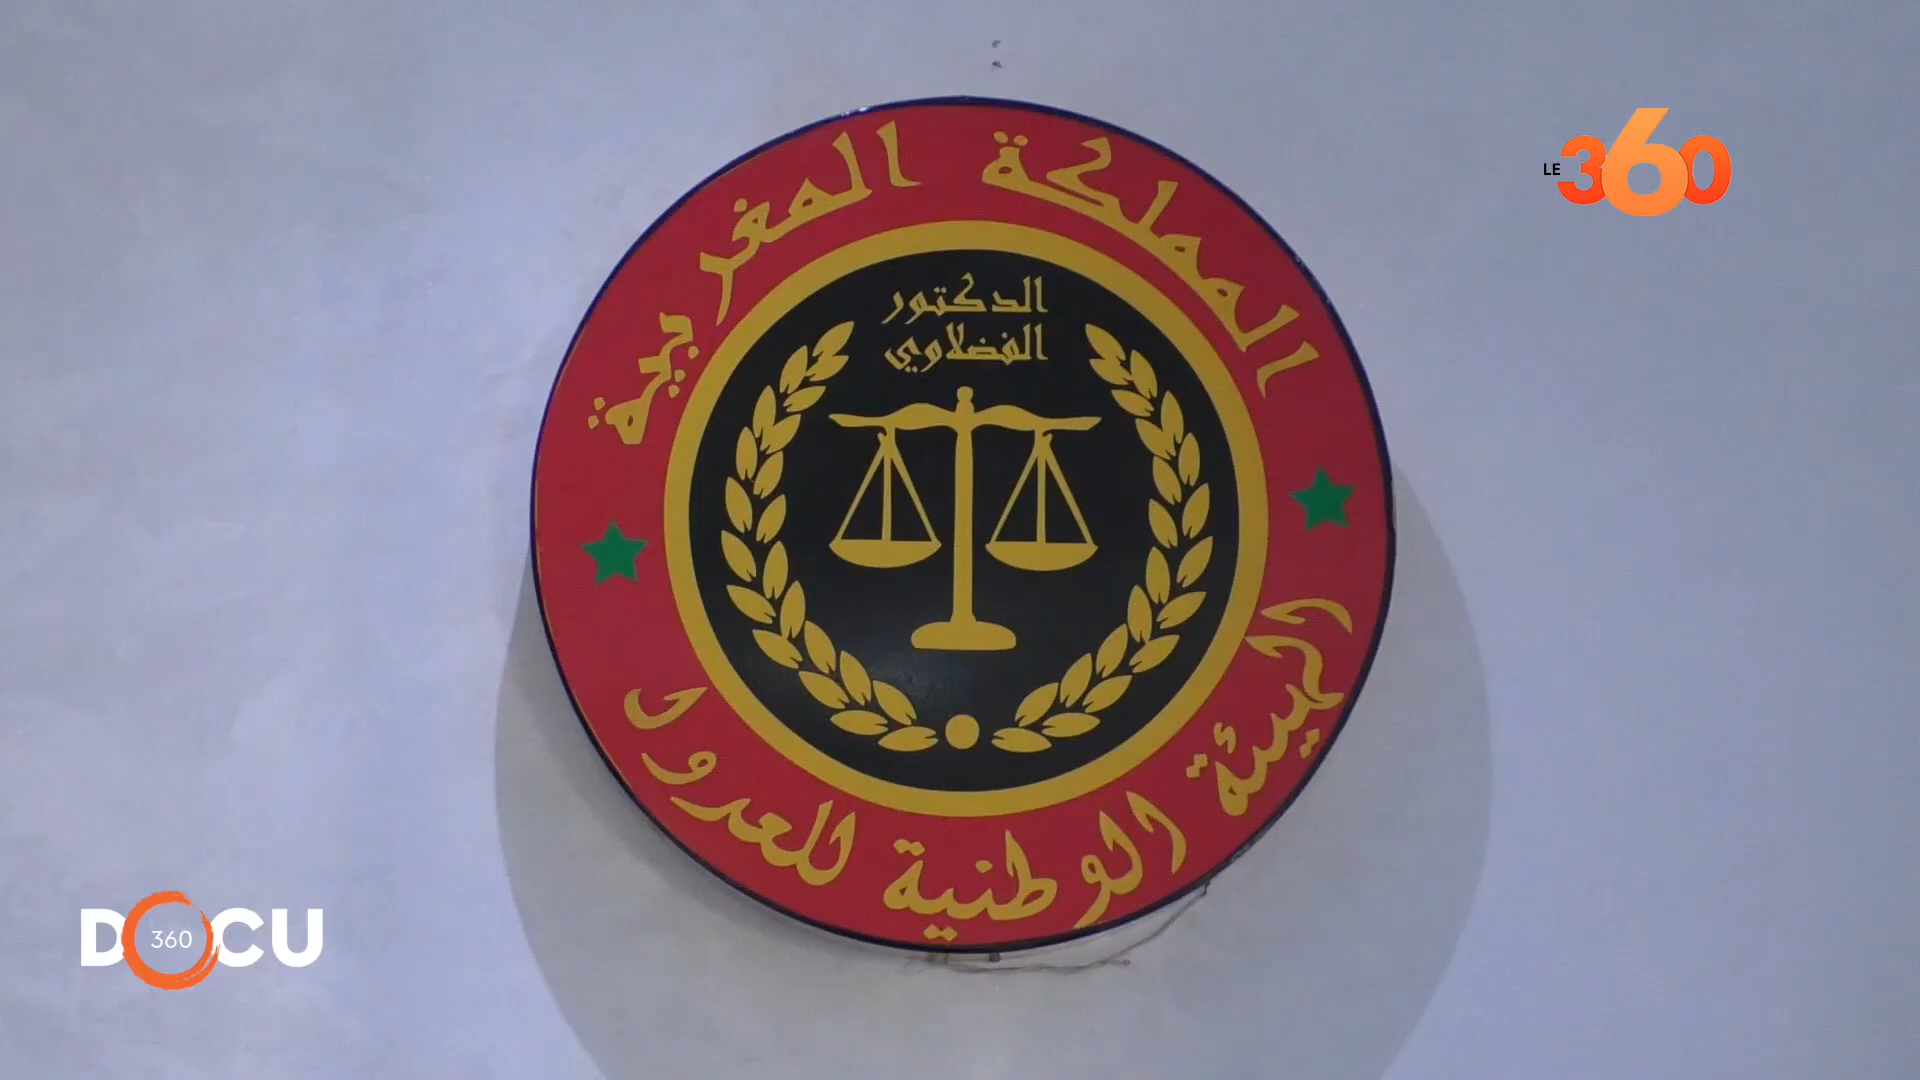 المملكة المغربية
LE 360
الدكتور
الفضلاوي
الهيئة الوطنية للعدول
DOCU
360